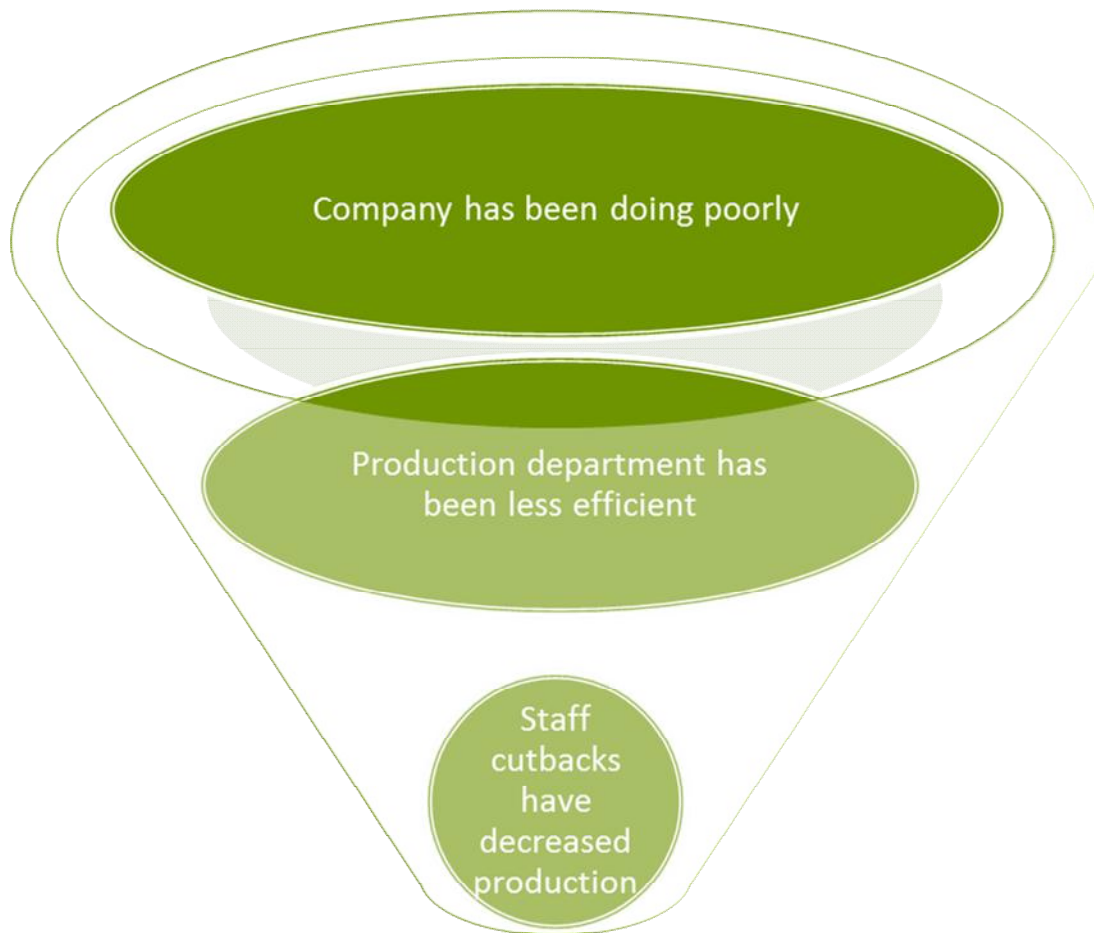 Company has been doing poorly
Production department has
been less efficient
Staff
cutbacks
have
decreased
production